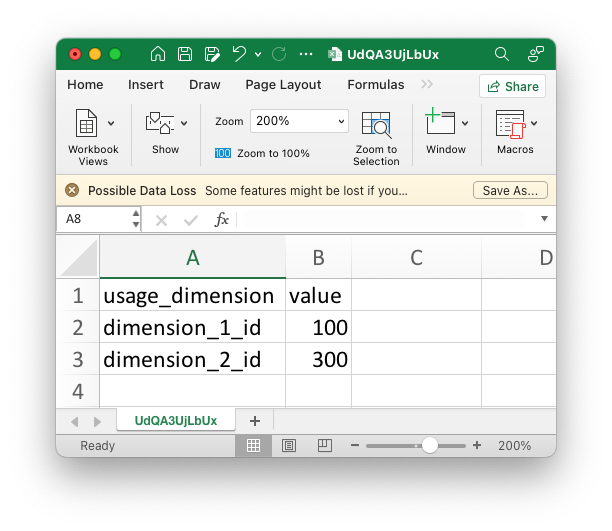 UdQA3UjLbUx
Home Insert Draw Page Layout Formulas >> Share
Workbook Views
Show
Zoom 200%
100 Zoom to 100%
Zoom to Selection
Window
Macros
Possible Data Loss Some features might be lost if you... Save As...
A8 fx
A B C D
1 usage_dimension value
2 dimension_1_id 100
3 dimension_2_id 300
4
UdQA3UjLbUx +
Ready 200%